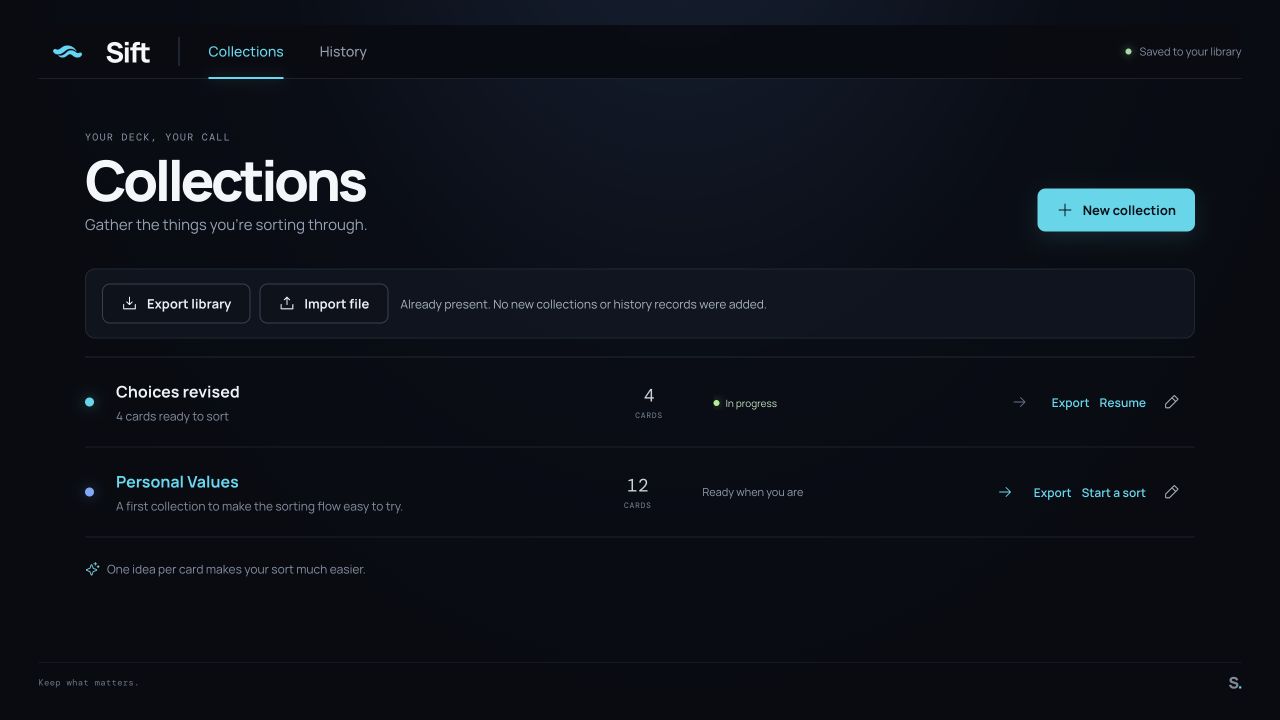 Sift
Collections
History
Saved to your library
YOUR DECK, YOUR CALL
Collections
Gather the things you're sorting through.
New collection
Export library
Import file
Already present. No new collections or history records were added.
Choices revised
4 cards ready to sort
4
CARDS
In progress
Export
Resume
Personal Values
A first collection to make the sorting flow easy to try.
12
CARDS
Ready when you are
Export
Start a sort
One idea per card makes your sort much easier.
Keep what matters.
S.